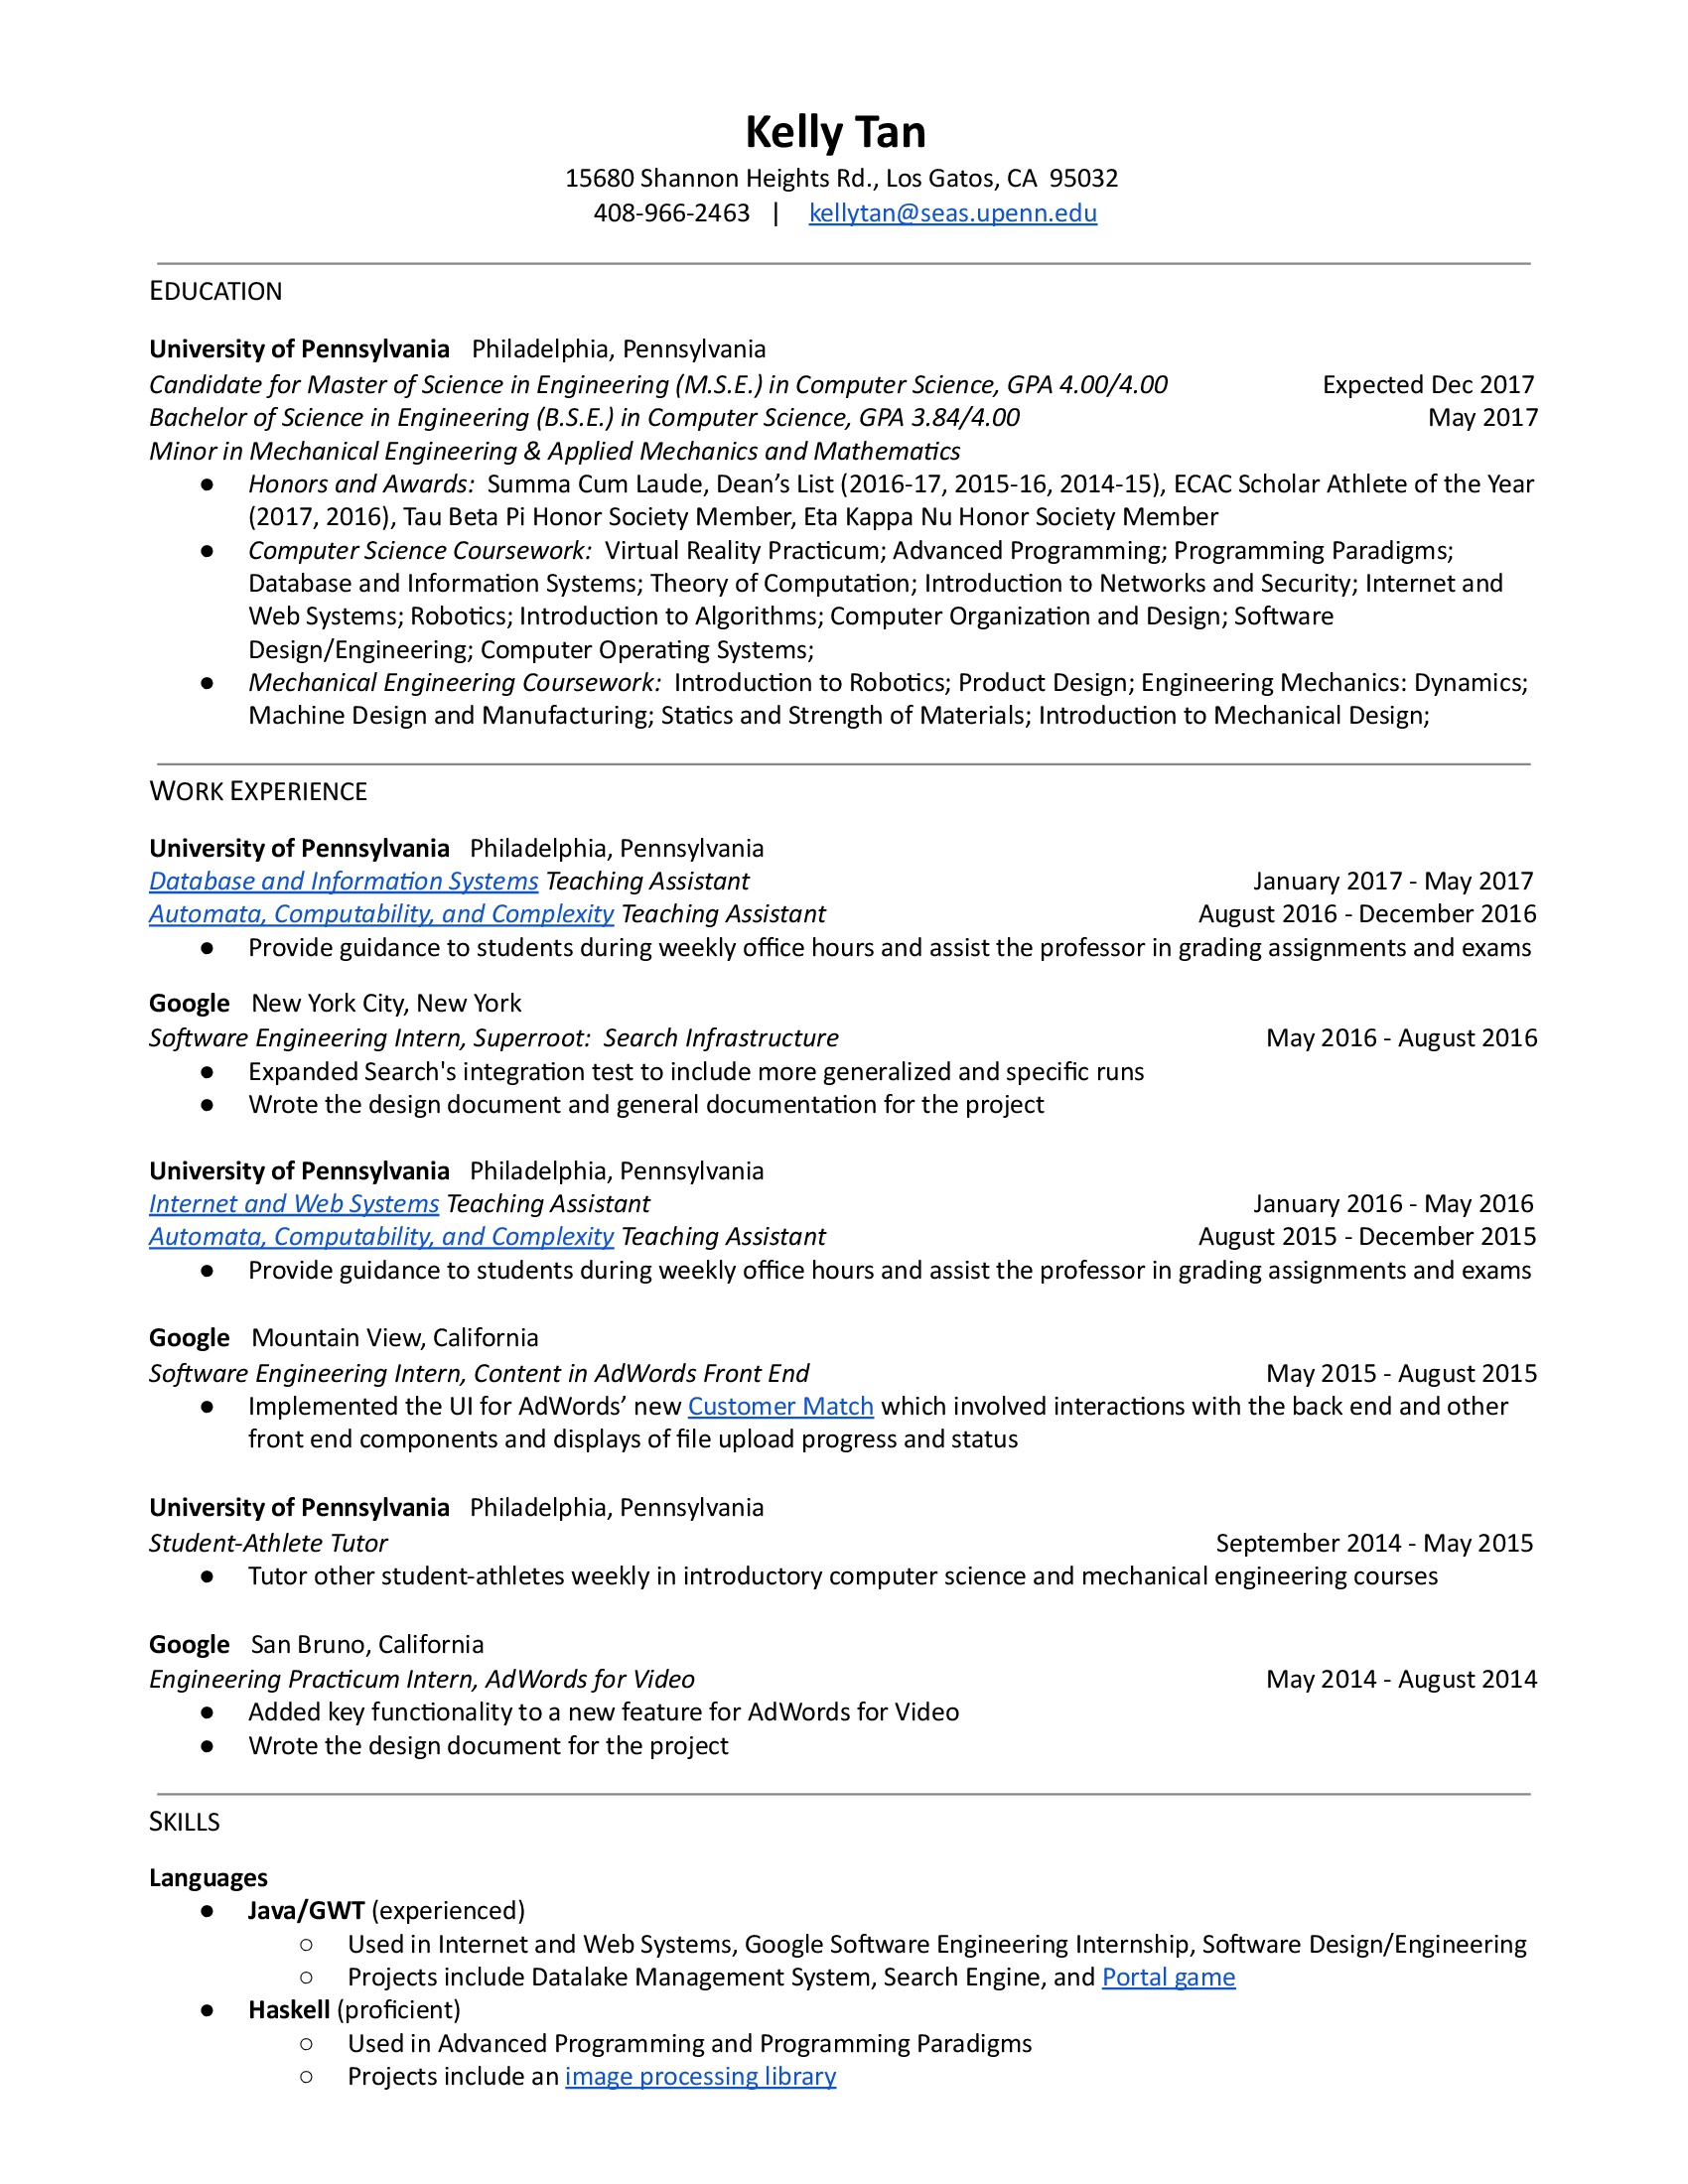 Kelly Tan
15680 Shannon Heights Rd., Los Gatos, CA 95032
408-966-2463 | kellytan@seas.upenn.edu
EDUCATION
University of Pennsylvania Philadelphia, Pennsylvania
Candidate for Master of Science in Engineering (M.S.E.) in Computer Science, GPA 4.00/4.00 Expected Dec 2017
Bachelor of Science in Engineering (B.S.E.) in Computer Science, GPA 3.84/4.00 May 2017
Minor in Mechanical Engineering & Applied Mechanics and Mathematics
● Honors and Awards: Summa Cum Laude, Dean’s List (2016-17, 2015-16, 2014-15), ECAC Scholar Athlete of the Year
(2017, 2016), Tau Beta Pi Honor Society Member, Eta Kappa Nu Honor Society Member
● Computer Science Coursework: Virtual Reality Practicum; Advanced Programming; Programming Paradigms;
Database and Information Systems; Theory of Computation; Introduction to Networks and Security; Internet and
Web Systems; Robotics; Introduction to Algorithms; Computer Organization and Design; Software
Design/Engineering; Computer Operating Systems;
● Mechanical Engineering Coursework: Introduction to Robotics; Product Design; Engineering Mechanics: Dynamics;
Machine Design and Manufacturing; Statics and Strength of Materials; Introduction to Mechanical Design;
WORK EXPERIENCE
University of Pennsylvania Philadelphia, Pennsylvania
Database and Information Systems Teaching Assistant January 2017 - May 2017
Automata, Computability, and Complexity Teaching Assistant August 2016 - December 2016
● Provide guidance to students during weekly office hours and assist the professor in grading assignments and exams
Google New York City, New York
Software Engineering Intern, Superroot: Search Infrastructure May 2016 - August 2016
● Expanded Search's integration test to include more generalized and specific runs
● Wrote the design document and general documentation for the project
University of Pennsylvania Philadelphia, Pennsylvania
Internet and Web Systems Teaching Assistant January 2016 - May 2016
Automata, Computability, and Complexity Teaching Assistant August 2015 - December 2015
● Provide guidance to students during weekly office hours and assist the professor in grading assignments and exams
Google Mountain View, California
Software Engineering Intern, Content in AdWords Front End May 2015 - August 2015
● Implemented the UI for AdWords’ new Customer Match which involved interactions with the back end and other
front end components and displays of file upload progress and status
University of Pennsylvania Philadelphia, Pennsylvania
Student-Athlete Tutor September 2014 - May 2015
● Tutor other student-athletes weekly in introductory computer science and mechanical engineering courses
Google San Bruno, California
Engineering Practicum Intern, AdWords for Video May 2014 - August 2014
● Added key functionality to a new feature for AdWords for Video
● Wrote the design document for the project
SKILLS
Languages
● Java/GWT (experienced)
○ Used in Internet and Web Systems, Google Software Engineering Internship, Software Design/Engineering
○ Projects include Datalake Management System, Search Engine, and Portal game
● Haskell (proficient)
○ Used in Advanced Programming and Programming Paradigms
○ Projects include an image processing library